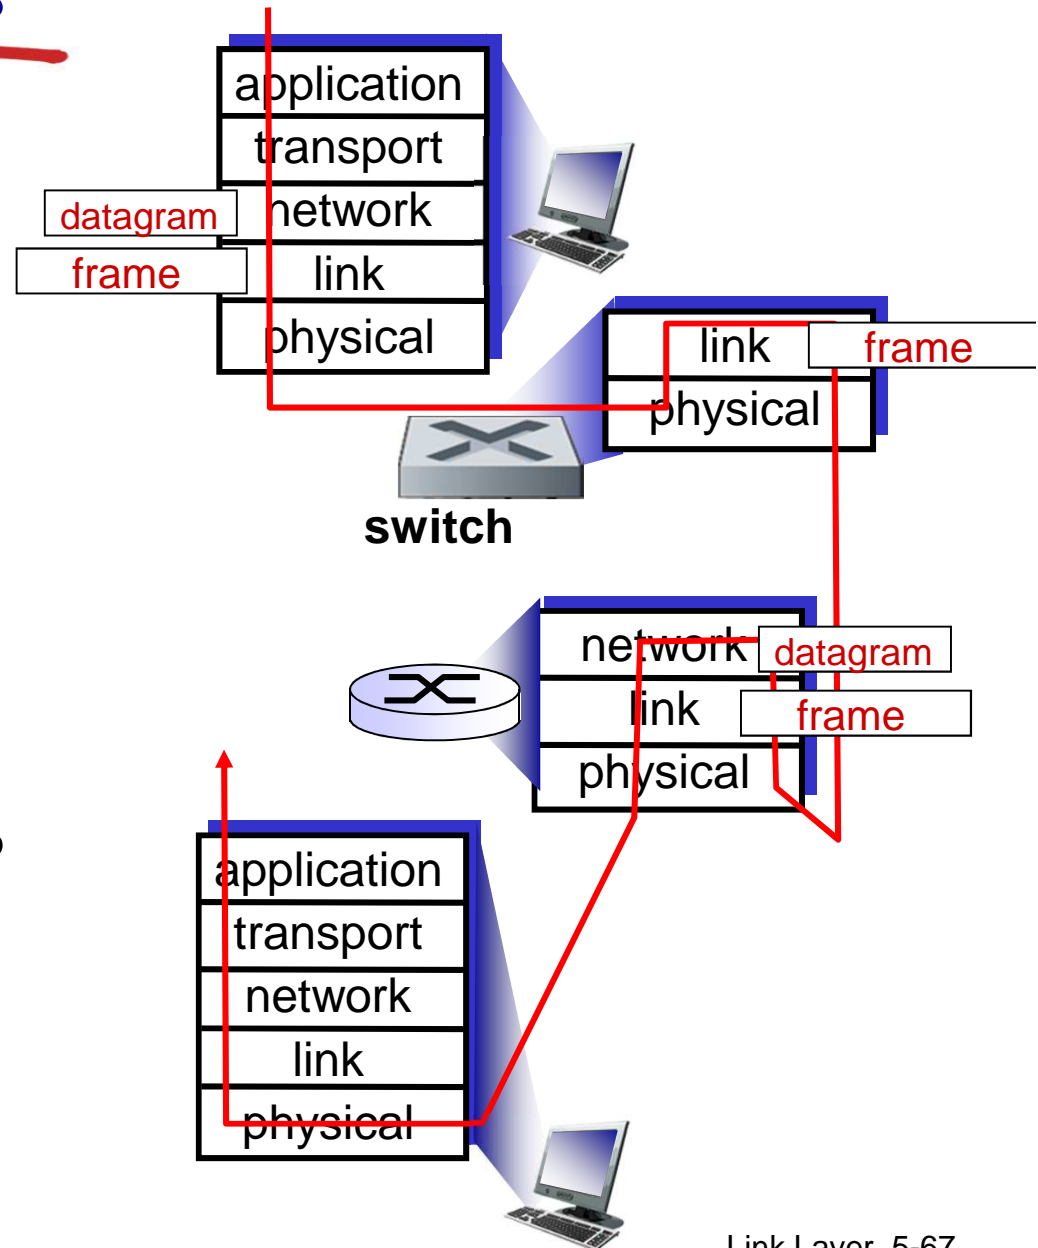 application
transport
datagram
network
frame
link
physical
link
frame
physical
switch
network
datagram
link
frame
physical
application
transport
network
link
physical
Link Layer 5-67